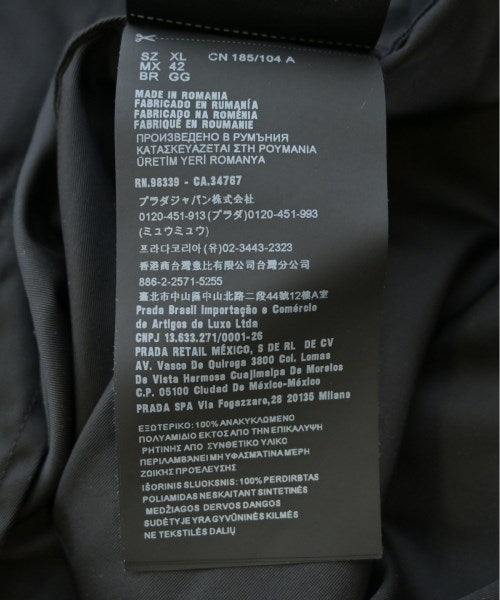 SZ XL CN 185/104 A
MX 42
BR GG
MADE IN ROMANIA
FABRICADO EN RUMANÍA
FABRICADO NA ROMÊNIA
FABRIQUÉ EN ROUMANIE
ПРОИЗВЕДЕНО В РУМЪНИЯ
ΚΑΤΑΣΚΕΥΑΖΕΤΑΙ ΣΤΗ ΡΟΥΜΑΝΙΑ
ÜRETİM YERİ ROMANYA
RN.98339 - CA.34767
プラダジャパン株式会社
0120-451-913 (プラダ)0120-451-993
(ミュウミュウ)
프라다코리아(유) 02-3443-2323
香港商台灣意比有限公司台灣分公司
886-2-2571-5255
臺北市中山區中山北路二段44號12樓A室
Prada Brasil Importação e Comércio
de Artigos de Luxo Ltda
CNPJ 13.633.271/0001-26
PRADA RETAIL MÉXICO, S DE RL DE CV
AV. Vasco De Quiroga 3800 Col. Lomas
De Vista Hermosa Cuajimalpa De Morelos
C.P. 05100 Ciudad De México-México
PRADA SPA Via Fogazzaro, 28 20135 Milano
ΕΞΩΤΕΡΙΚΟ: 100% ΑΝΑΚΥΚΛΩΜΕΝΟ
ΠΟΛΥΑΜΙΔΙΟ ΕΚΤΟΣ ΑΠΟ ΤΗΝ ΕΠΙΚΑΛΥΨΗ
ΡΗΤΙΝΗΣ ΑΠΟ ΣΥΝΘΕΤΙΚΟ ΥΛΙΚΟ
ΠΕΡΙΛΑΜΒΑΝΕΙ ΜΗ ΥΦΑΣΜΑΤΙΝΑ ΜΕΡΗ
ΖΩΙΚΗΣ ΠΡΟΕΛΕΥΣΗΣ
IŠORINIS SLUOKSNIS: 100% PERDIRBTAS
POLIAMIDAS NESKAITANT SINTETINĖS
MEDŽIAGOS DERVOS DANGOS
SUDĖTYJE YRA GYVŪNINĖS KILMĖS
NE TEKSTILĖS DALIŲ